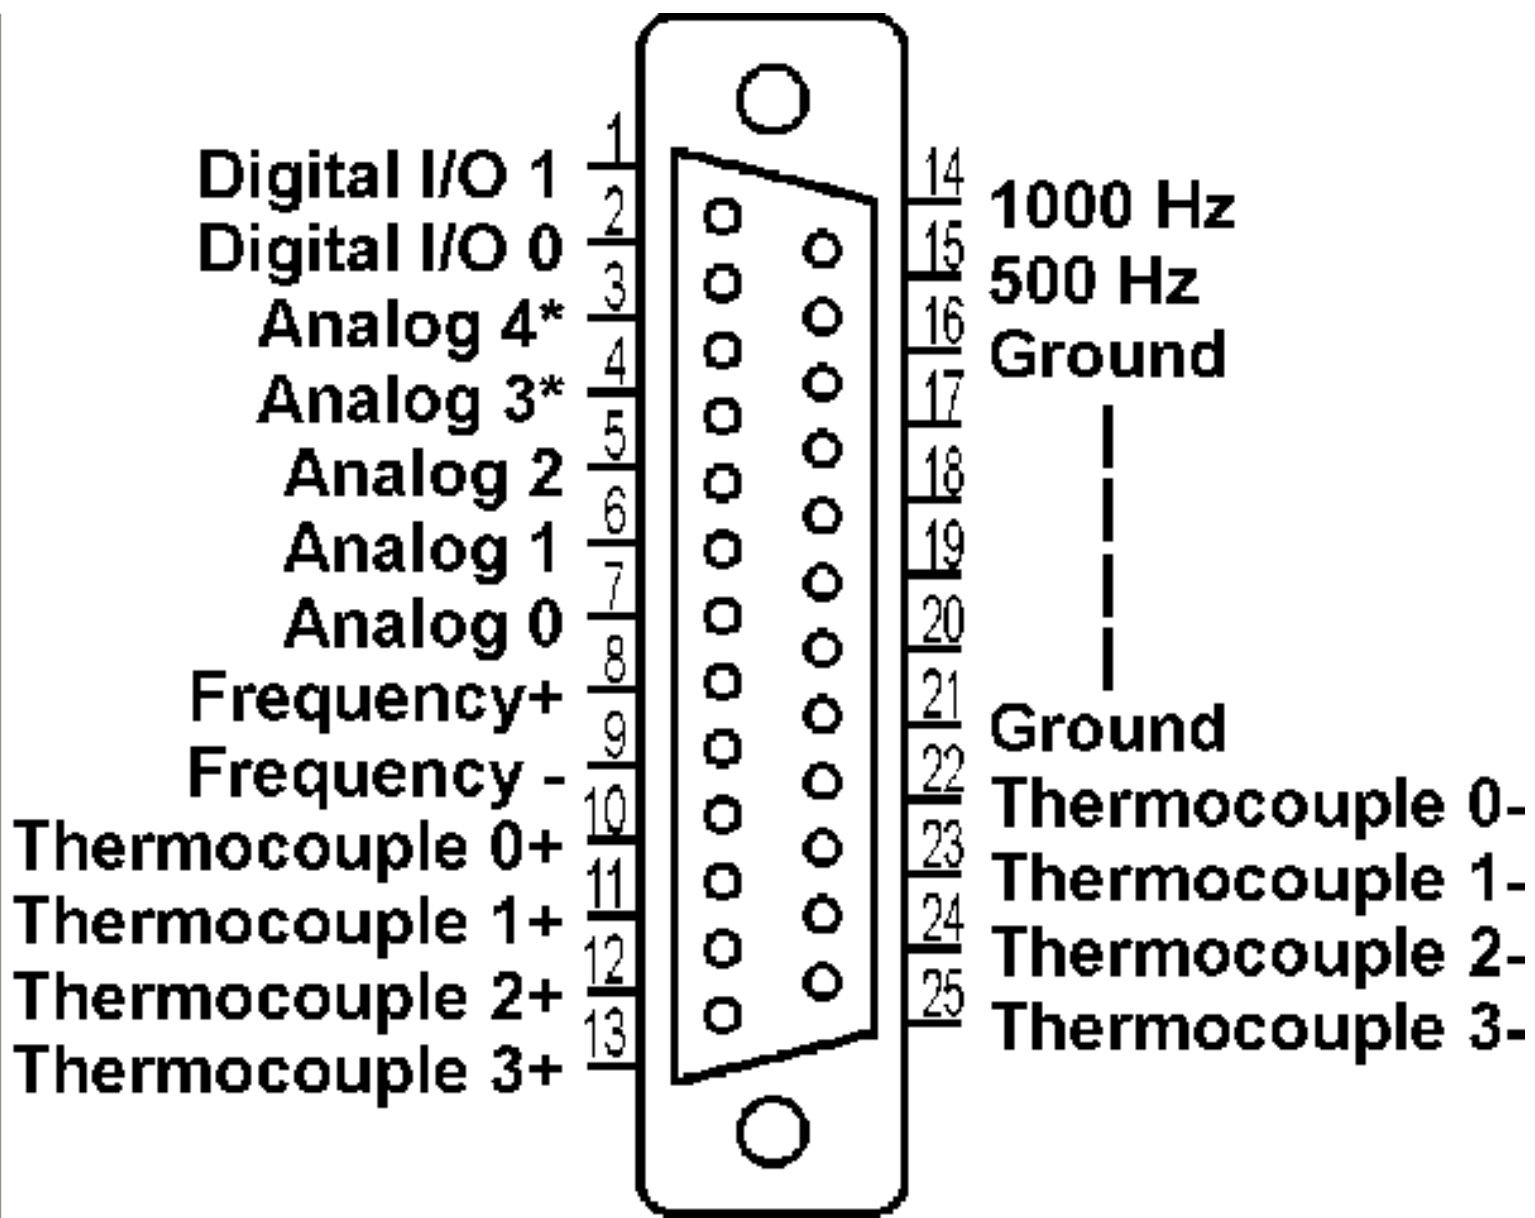 1
Digital I/O 1
2
Digital I/O 0
3
Analog 4*
4
Analog 3*
5
Analog 2
6
Analog 1
7
Analog 0
8
Frequency+
9
Frequency -
10
Thermocouple 0+
11
Thermocouple 1+
12
Thermocouple 2+
13
Thermocouple 3+
14
1000 Hz
15
500 Hz
16
Ground
17
18
19
20
21
Ground
22
Thermocouple 0-
23
Thermocouple 1-
24
Thermocouple 2-
25
Thermocouple 3-